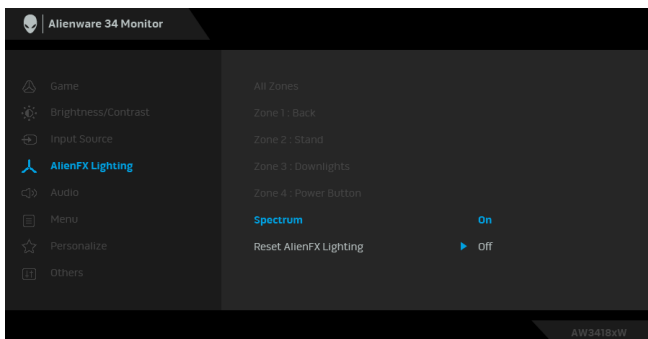 Alienware 34 Monitor
Game
All Zones
Brightness/Contrast
Zone 1 : Back
Input Source
Zone 2 : Stand
AlienFX Lighting
Zone 3 : Downlights
Audio
Zone 4 : Power Button
Menu
Spectrum On
Personalize
Reset AlienFX Lighting Off
Others
AW3418xW